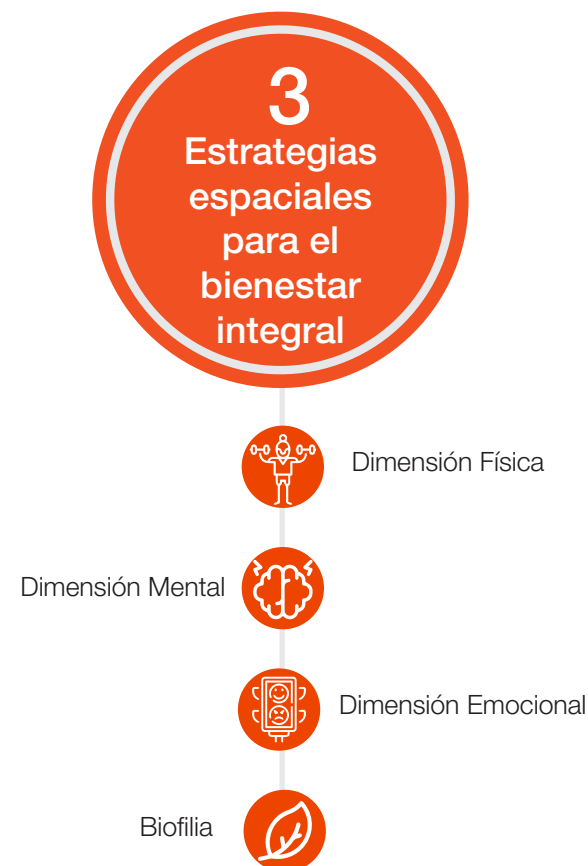 3
Estrategias
espaciales
para el
bienestar
integral
Dimensión Física
Dimensión Mental
Dimensión Emocional
Biofilia